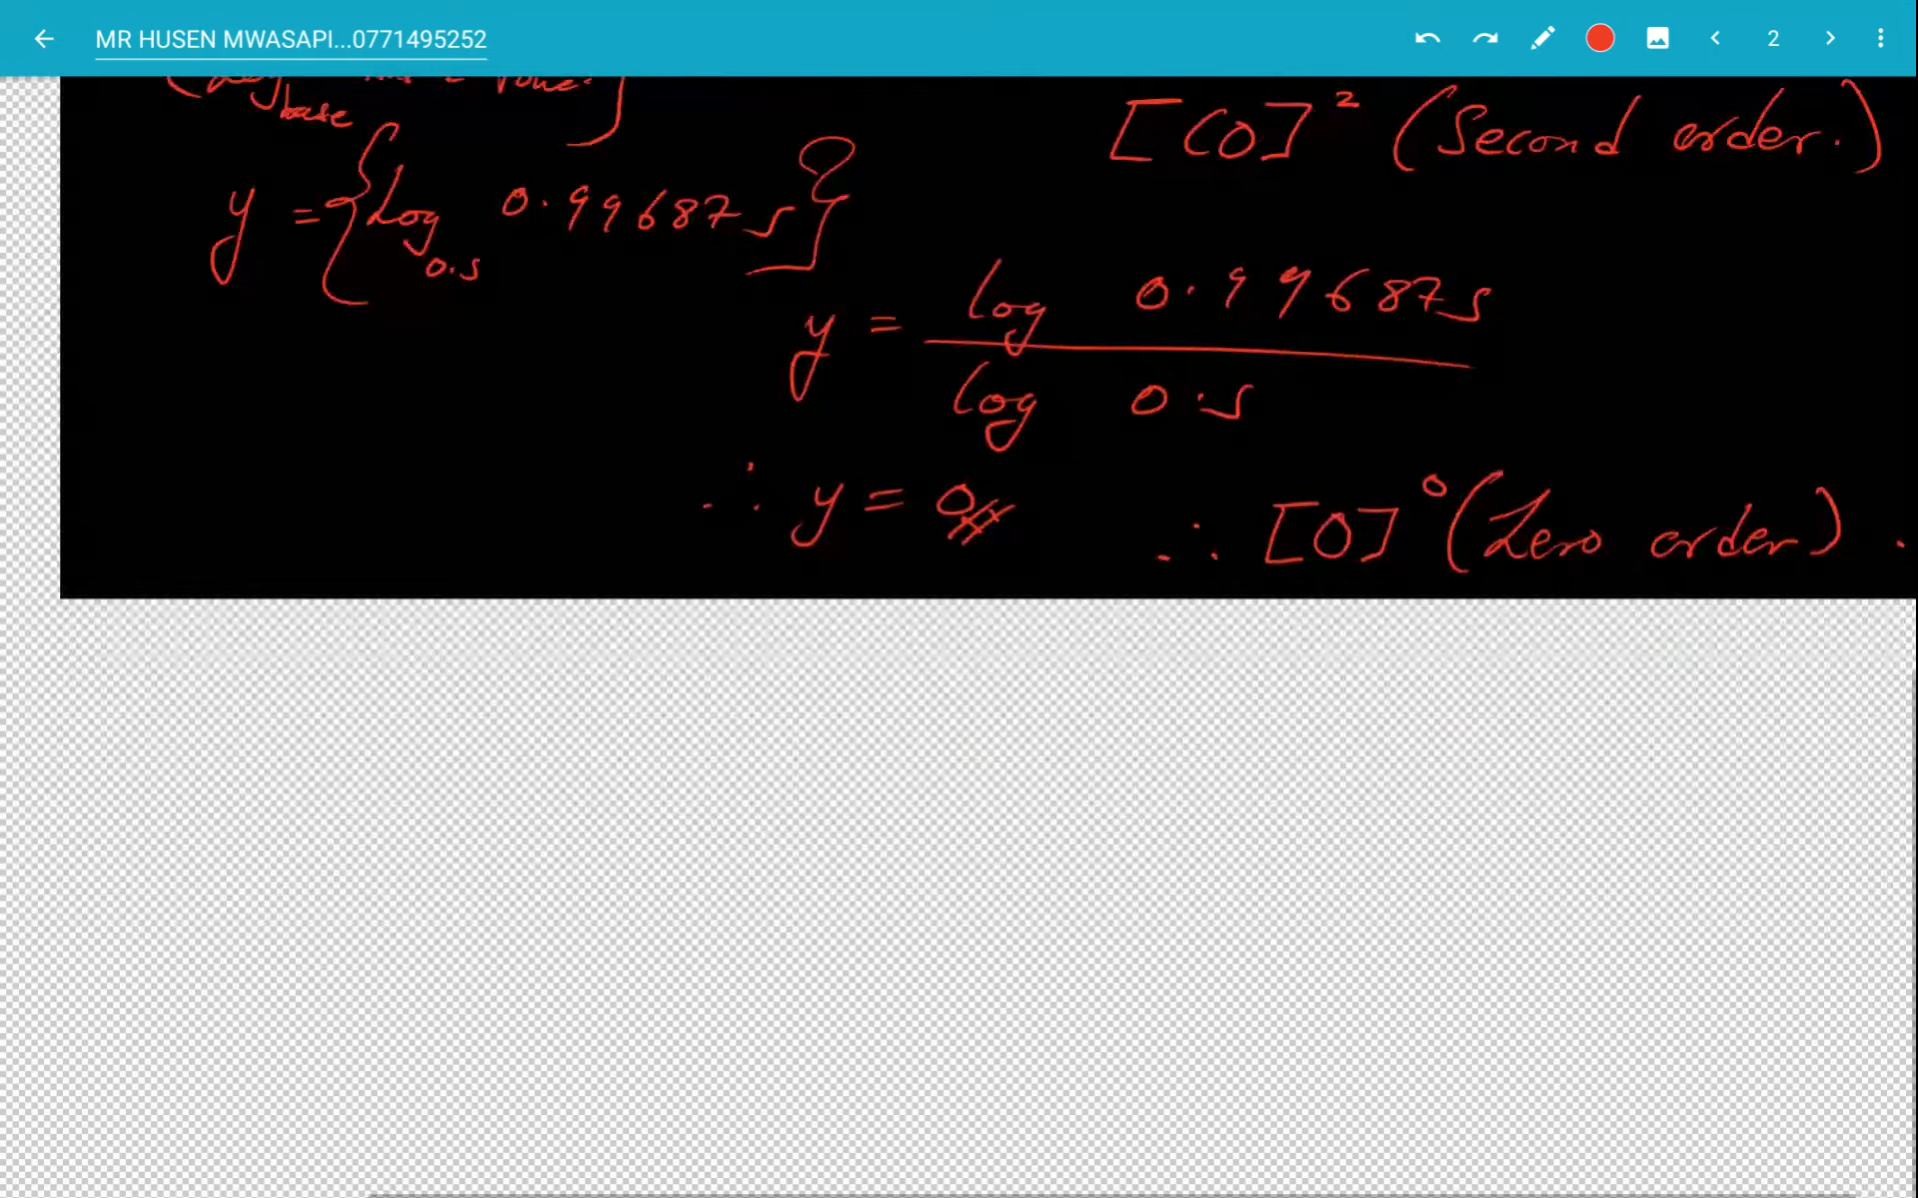 MR HUSEN MWASAPI...0771495252
2
base
[CO]² (Second order.)
y = {Log0.5 0.996875}
y = log 0.996875 / log 0.5
∴ y = 0
∴ [O]⁰ (Zero order).